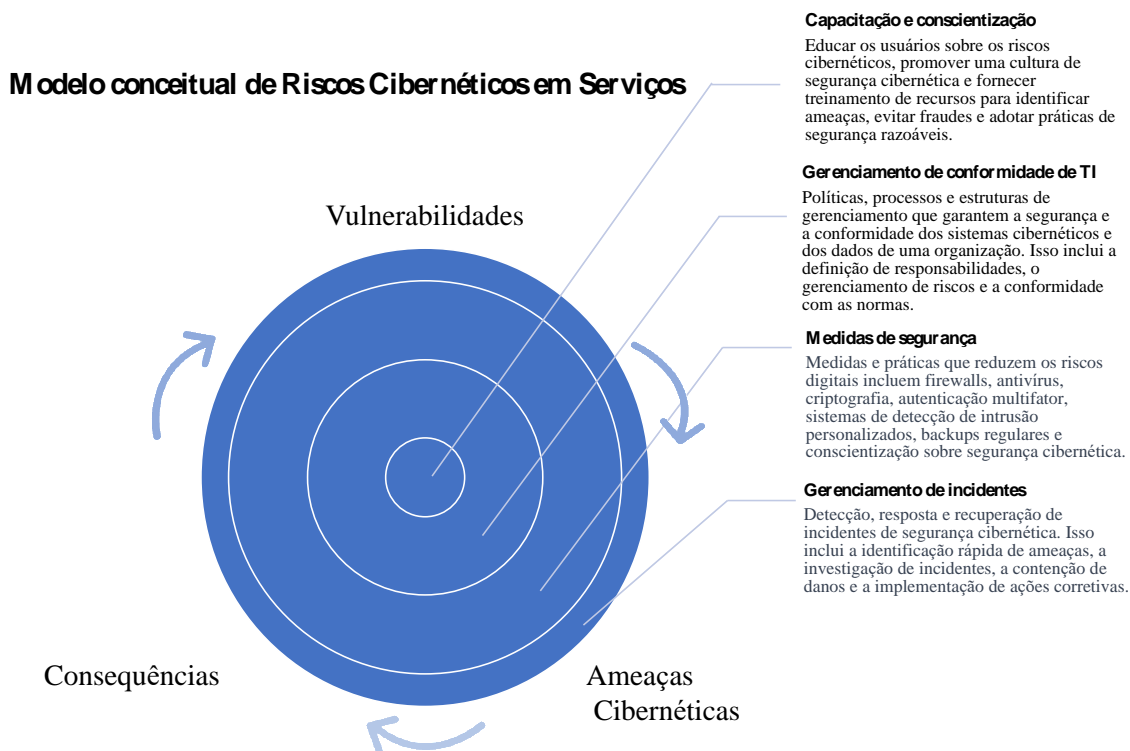 Modelo conceitual de Riscos Cibernéticos em Serviços
Capacitação e conscientização
Educar os usuários sobre os riscos
cibernéticos, promover uma cultura de
segurança cibernética e fornecer
treinamento de recursos para identificar
ameaças, evitar fraudes e adotar práticas de
segurança razoáveis.
Gerenciamento de conformidade de TI
Políticas, processos e estruturas de
gerenciamento que garantem a segurança e
a conformidade dos sistemas cibernéticos e
dos dados de uma organização. Isso inclui a
definição de responsabilidades, o
gerenciamento de riscos e a conformidade
com as normas.
Medidas de segurança
Medidas e práticas que reduzem os riscos
digitais incluem firewalls, antivírus,
criptografia, autenticação multifator,
sistemas de detecção de intrusão
personalizados, backups regulares e
conscientização sobre segurança cibernética.
Gerenciamento de incidentes
Detecção, resposta e recuperação de
incidentes de segurança cibernética. Isso
inclui a identificação rápida de ameaças, a
investigação de incidentes, a contenção de
danos e a implementação de ações corretivas.
Vulnerabilidades
Consequências
Ameaças
Cibernéticas